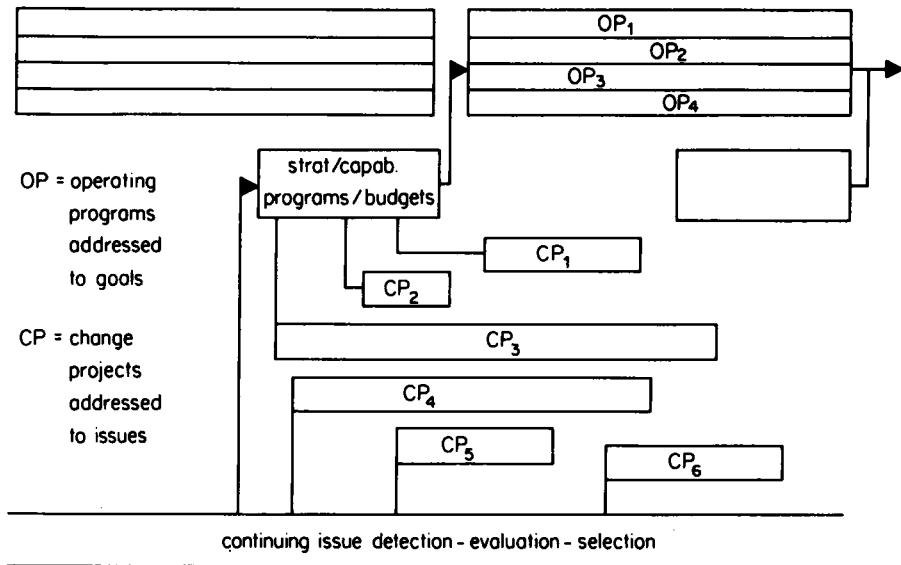 OP₁
OP₂
OP₃
OP₄
strat/capab.
programs/budgets
OP = operating
programs
addressed
to goals
CP₁
CP₂
CP = change
projects
addressed
to issues
CP₃
CP₄
CP₅
CP₆
continuing issue detection - evaluation - selection